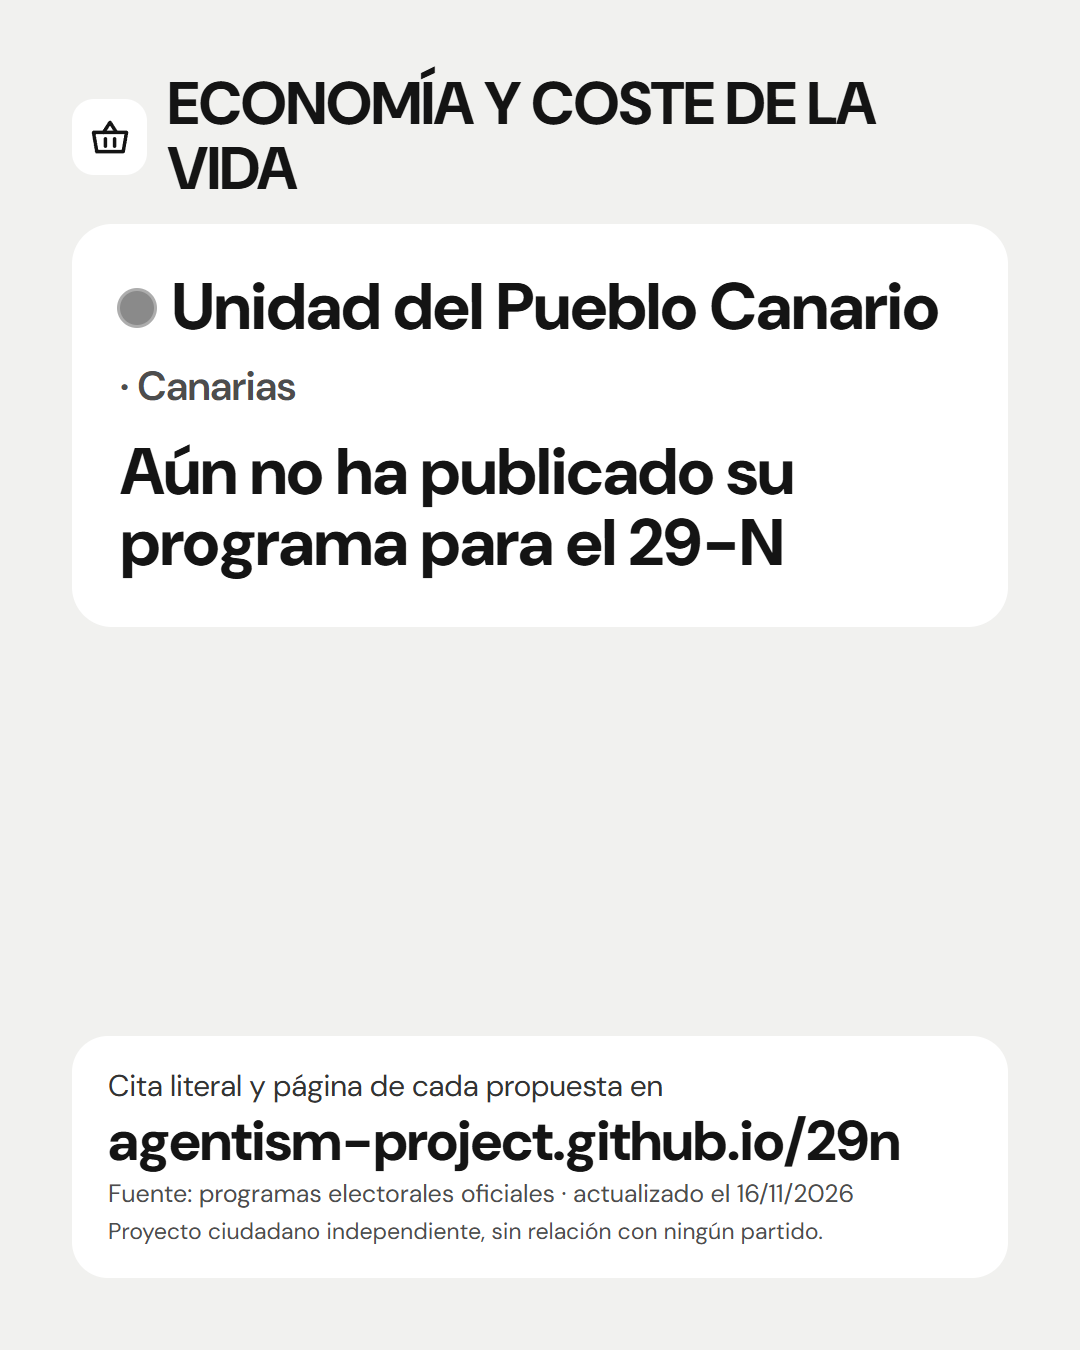 ECONOMÍA Y COSTE DE LA
VIDA
Unidad del Pueblo Canario
· Canarias
Aún no ha publicado su
programa para el 29-N
Cita literal y página de cada propuesta en
agentism-project.github.io/29n
Fuente: programas electorales oficiales · actualizado el 16/11/2026
Proyecto ciudadano independiente, sin relación con ningún partido.